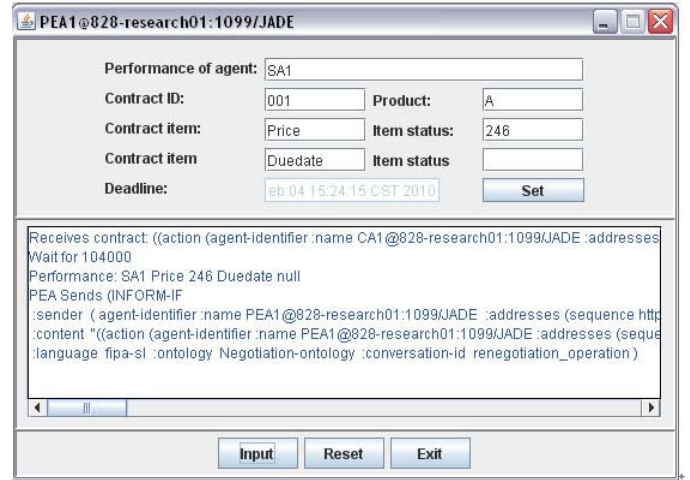 PEA1@828-research01:1099/JADE
Performance of agent: SA1
Contract ID: 001 Product: A
Contract item: Price Item status: 246
Contract item Duedate Item status
Deadline: eb 04 15:24:15 CST 2010 Set
Receives contract: ((action (agent-identifier :name CA1@828-research01:1099/JADE :addresses
Wait for 104000
Performance: SA1 Price 246 Duedate null
PEA Sends (INFORM-IF
:sender ( agent-identifier :name PEA1@828-research01:1099/JADE :addresses (sequence http
:content "((action (agent-identifier :name PEA1@828-research01:1099/JADE :addresses (seque
:language fipa-sl :ontology Negotiation-ontology :conversation-id renegotiation_operation )
Input Reset Exit